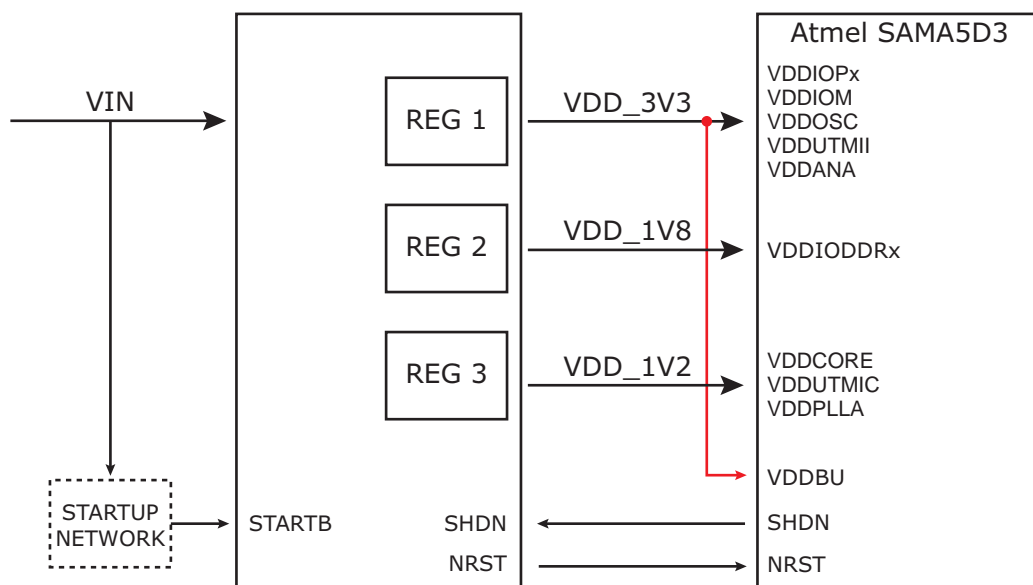 Atmel SAMA5D3
VIN
REG 1
VDD_3V3
VDDIOPx
VDDIOM
VDDOSC
VDDUTMII
VDDANA
REG 2
VDD_1V8
VDDIODDRx
REG 3
VDD_1V2
VDDCORE
VDDUTMIC
VDDPLLA
VDDBU
STARTUP
NETWORK
STARTB
SHDN
SHDN
NRST
NRST